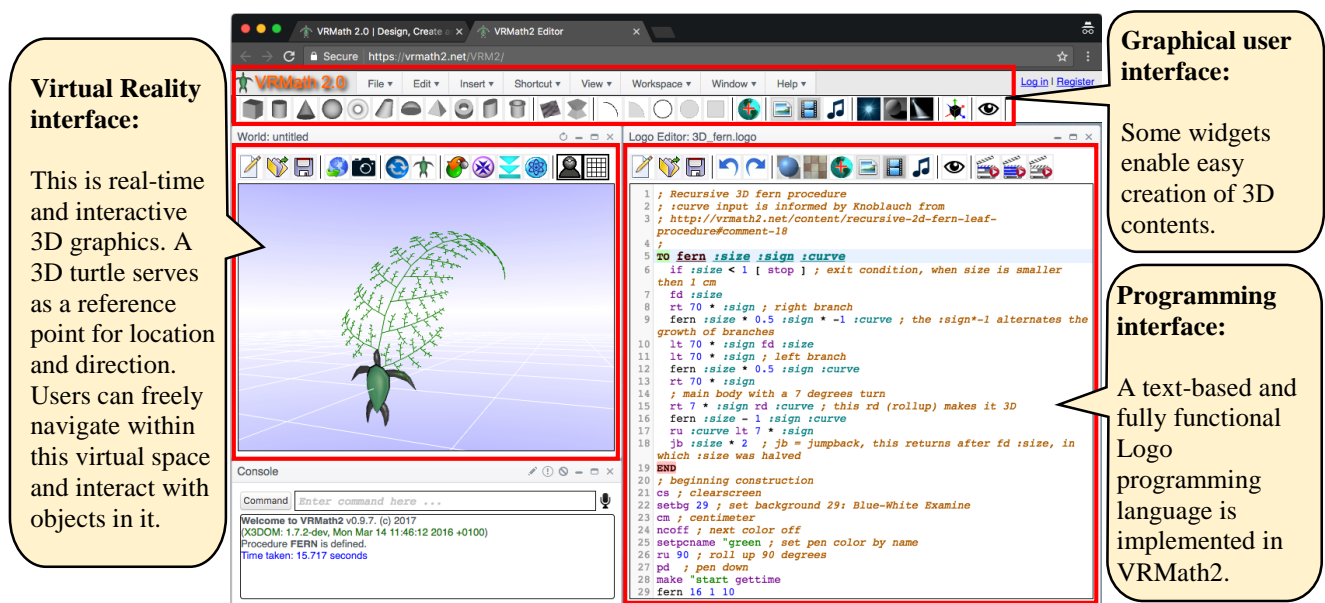 Virtual Reality
interface:
This is real-time
and interactive
3D graphics. A
3D turtle serves
as a reference
point for location
and direction.
Users can freely
navigate within
this virtual space
and interact with
objects in it.
VRMath 2.0 | Design, Create a
VRMath2 Editor
Secure https://vrmath2.net/VRM2/
VRMath 2.0 File Edit Insert Shortcut View Workspace Window Help Log in | Register
World: untitled
Console
Command Enter command here ...
Welcome to VRMath2 v0.9.7. (c) 2017
(X3DOM: 1.7.2-dev, Mon Mar 14 11:46:12 2016 +0100)
Procedure FERN is defined.
Time taken: 15.717 seconds
Logo Editor: 3D_fern.logo
1 ; Recursive 3D fern procedure
2 ; :curve input is informed by Knoblauch from
3 ; http://vrmath2.net/content/recursive-2d-fern-leaf-
procedure#comment-18
4 ;
5 TO fern :size :sign :curve
6 if :size < 1 [ stop ] ; exit condition, when size is smaller
then 1 cm
7 fd :size
8 rt 70 * :sign ; right branch
9 fern :size * 0.5 :sign * -1 :curve ; the :sign*-1 alternates the
growth of branches
10 lt 70 * :sign fd :size
11 lt 70 * :sign ; left branch
12 fern :size * 0.5 :sign :curve
13 rt 70 * :sign
14 ; main body with a 7 degrees turn
15 rt 7 * :sign rd :curve ; this rd (rollup) makes it 3D
16 fern :size - 1 :sign :curve
17 ru :curve lt 7 * :sign
18 jb :size * 2 ; jb = jumpback, this returns after fd :size, in
which :size was halved
19 END
20 ; beginning construction
21 cs ; clearscreen
22 setbg 29 ; set background 29: Blue-White Examine
23 cm ; centimeter
24 ncoff ; next color off
25 setpcname "green ; set pen color by name
26 ru 90 ; roll up 90 degrees
27 pd ; pen down
28 make "start gettime
29 fern 16 1 10
Graphical user
interface:
Some widgets
enable easy
creation of 3D
contents.
Programming
interface:
A text-based and
fully functional
Logo
programming
language is
implemented in
VRMath2.